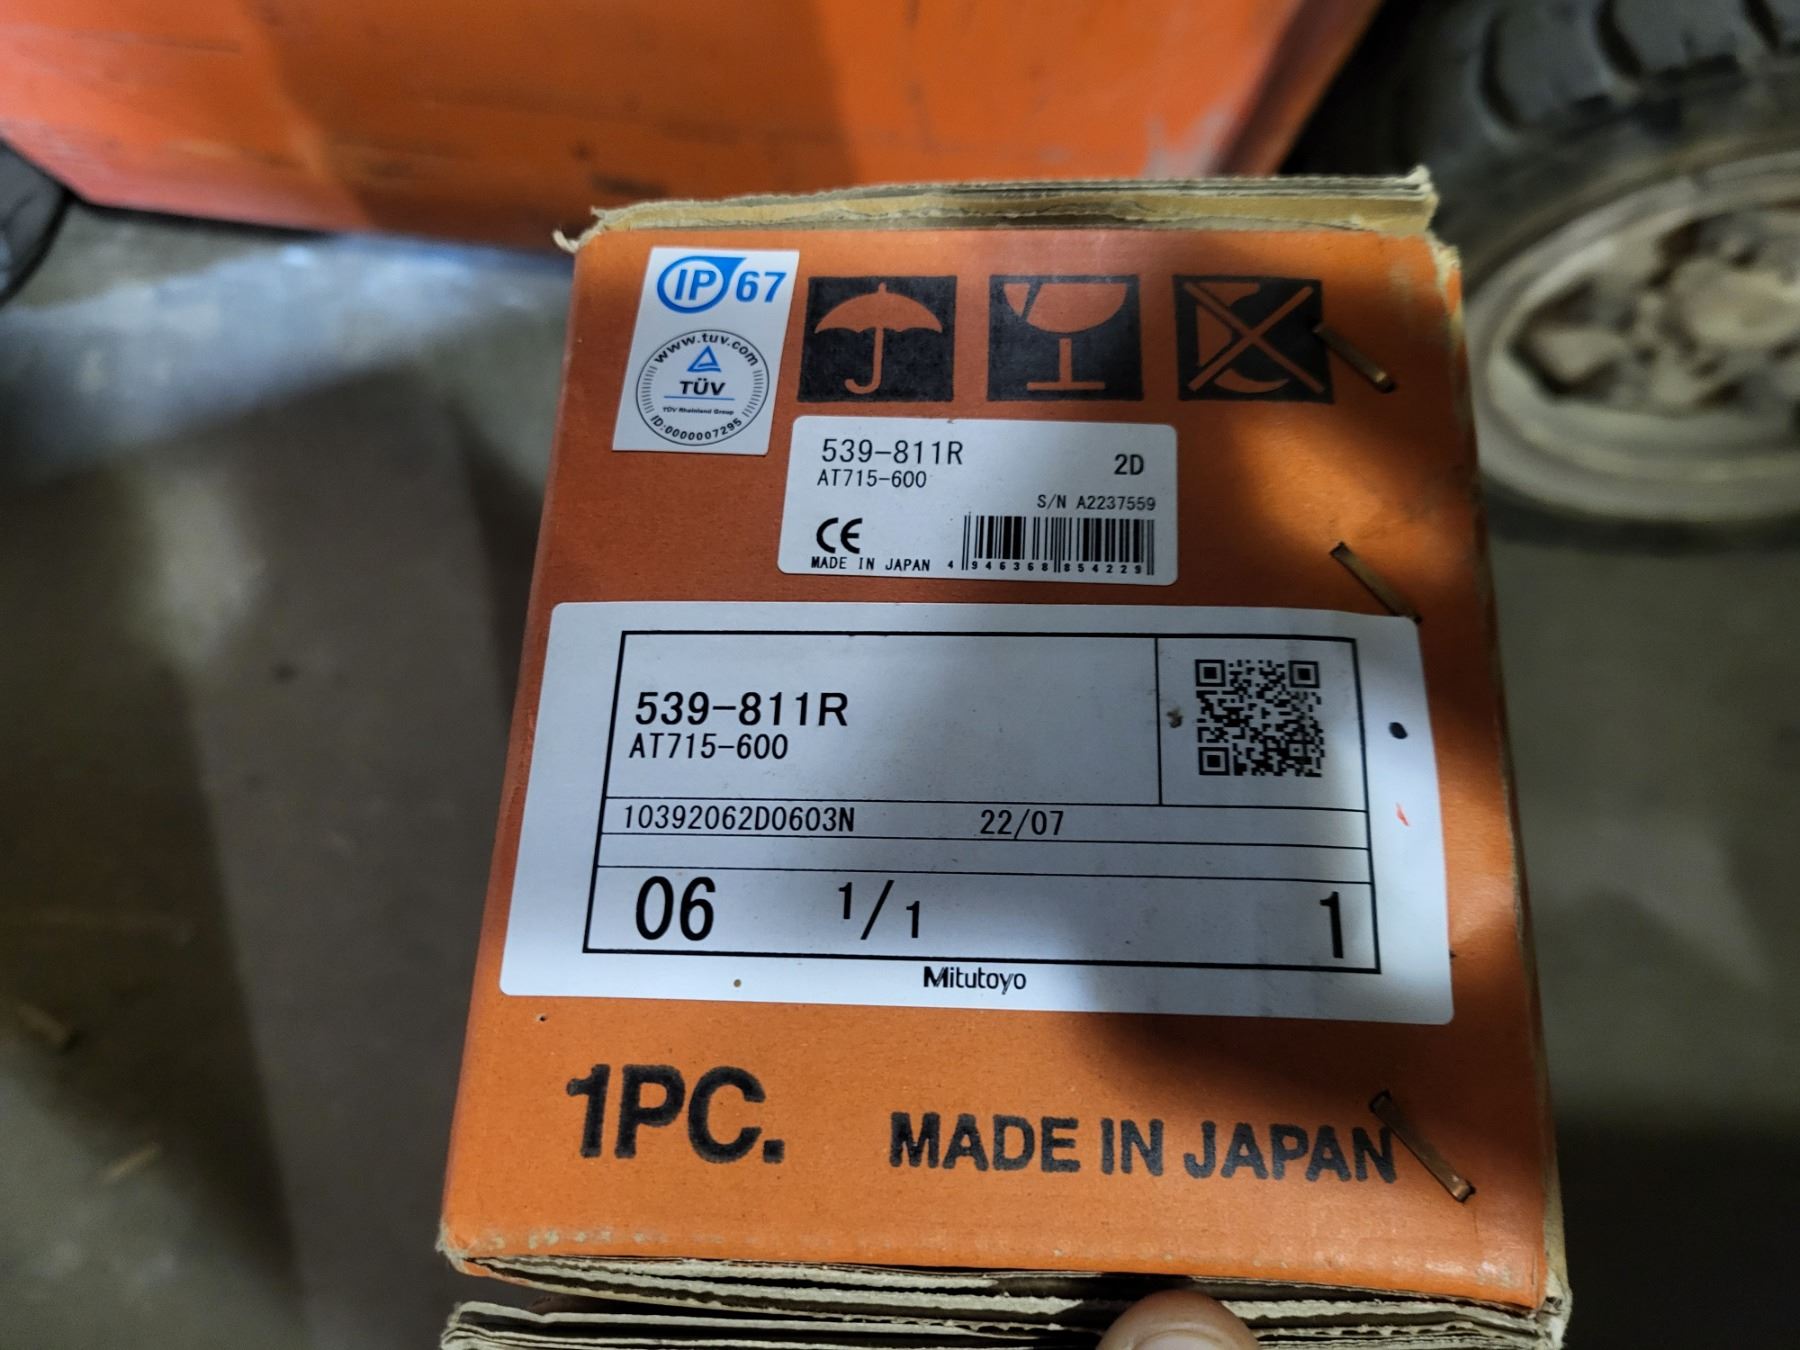 IP 67
www.tuv.com
TÜV
TÜV Rheinland Group
ID:0000007295
539-811R
2D
AT715-600
S/N A2237559
CE
MADE IN JAPAN
4 946368 854229
539-811R
AT715-600
10392062D0603N 22/07
06 1/1 1
Mitutoyo
1PC.
MADE IN JAPAN